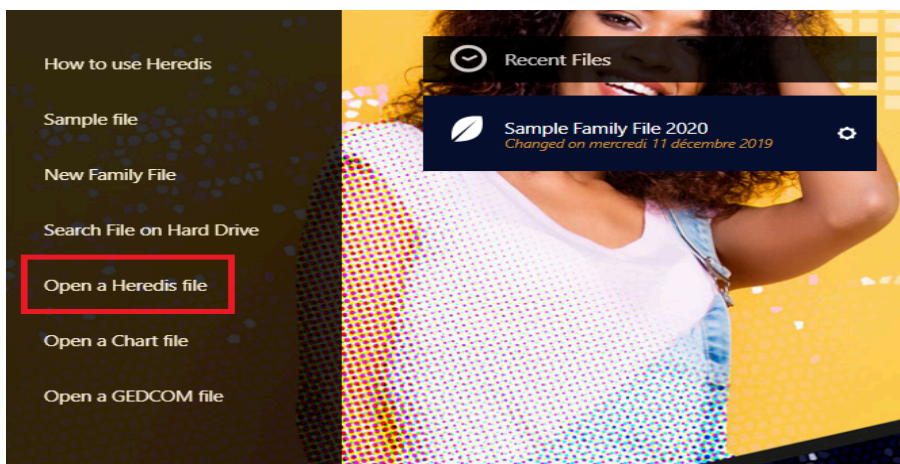 How to use Heredis
Sample file
New Family File
Search File on Hard Drive
Open a Heredis file
Open a Chart file
Open a GEDCOM file
Recent Files
Sample Family File 2020
Changed on mercredi 11 décembre 2019